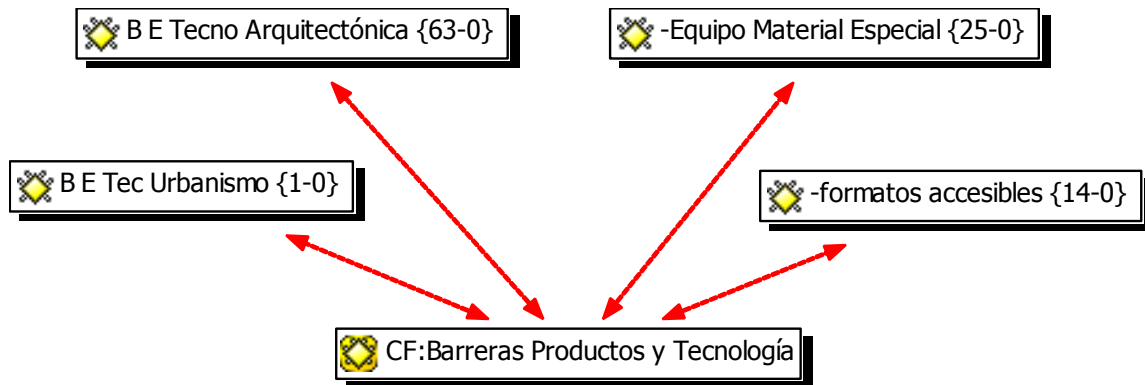 B E Tecno Arquitectónica {63-0}
-Equipo Material Especial {25-0}
B E Tec Urbanismo {1-0}
-formatos accesibles {14-0}
CF:Barreras Productos y Tecnología